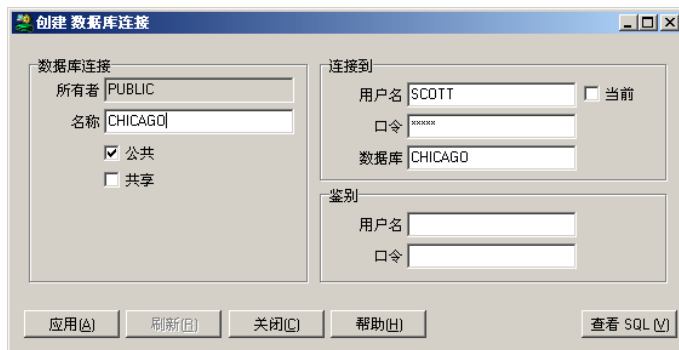 创建 数据库连接
数据库连接
所有者 PUBLIC
名称 CHICAGO
公共
共享
连接到
用户名 SCOTT
当前
口令 *****
数据库 CHICAGO
鉴别
用户名
口令
应用(A) 刷新(R) 关闭(C) 帮助(H) 查看 SQL (V)